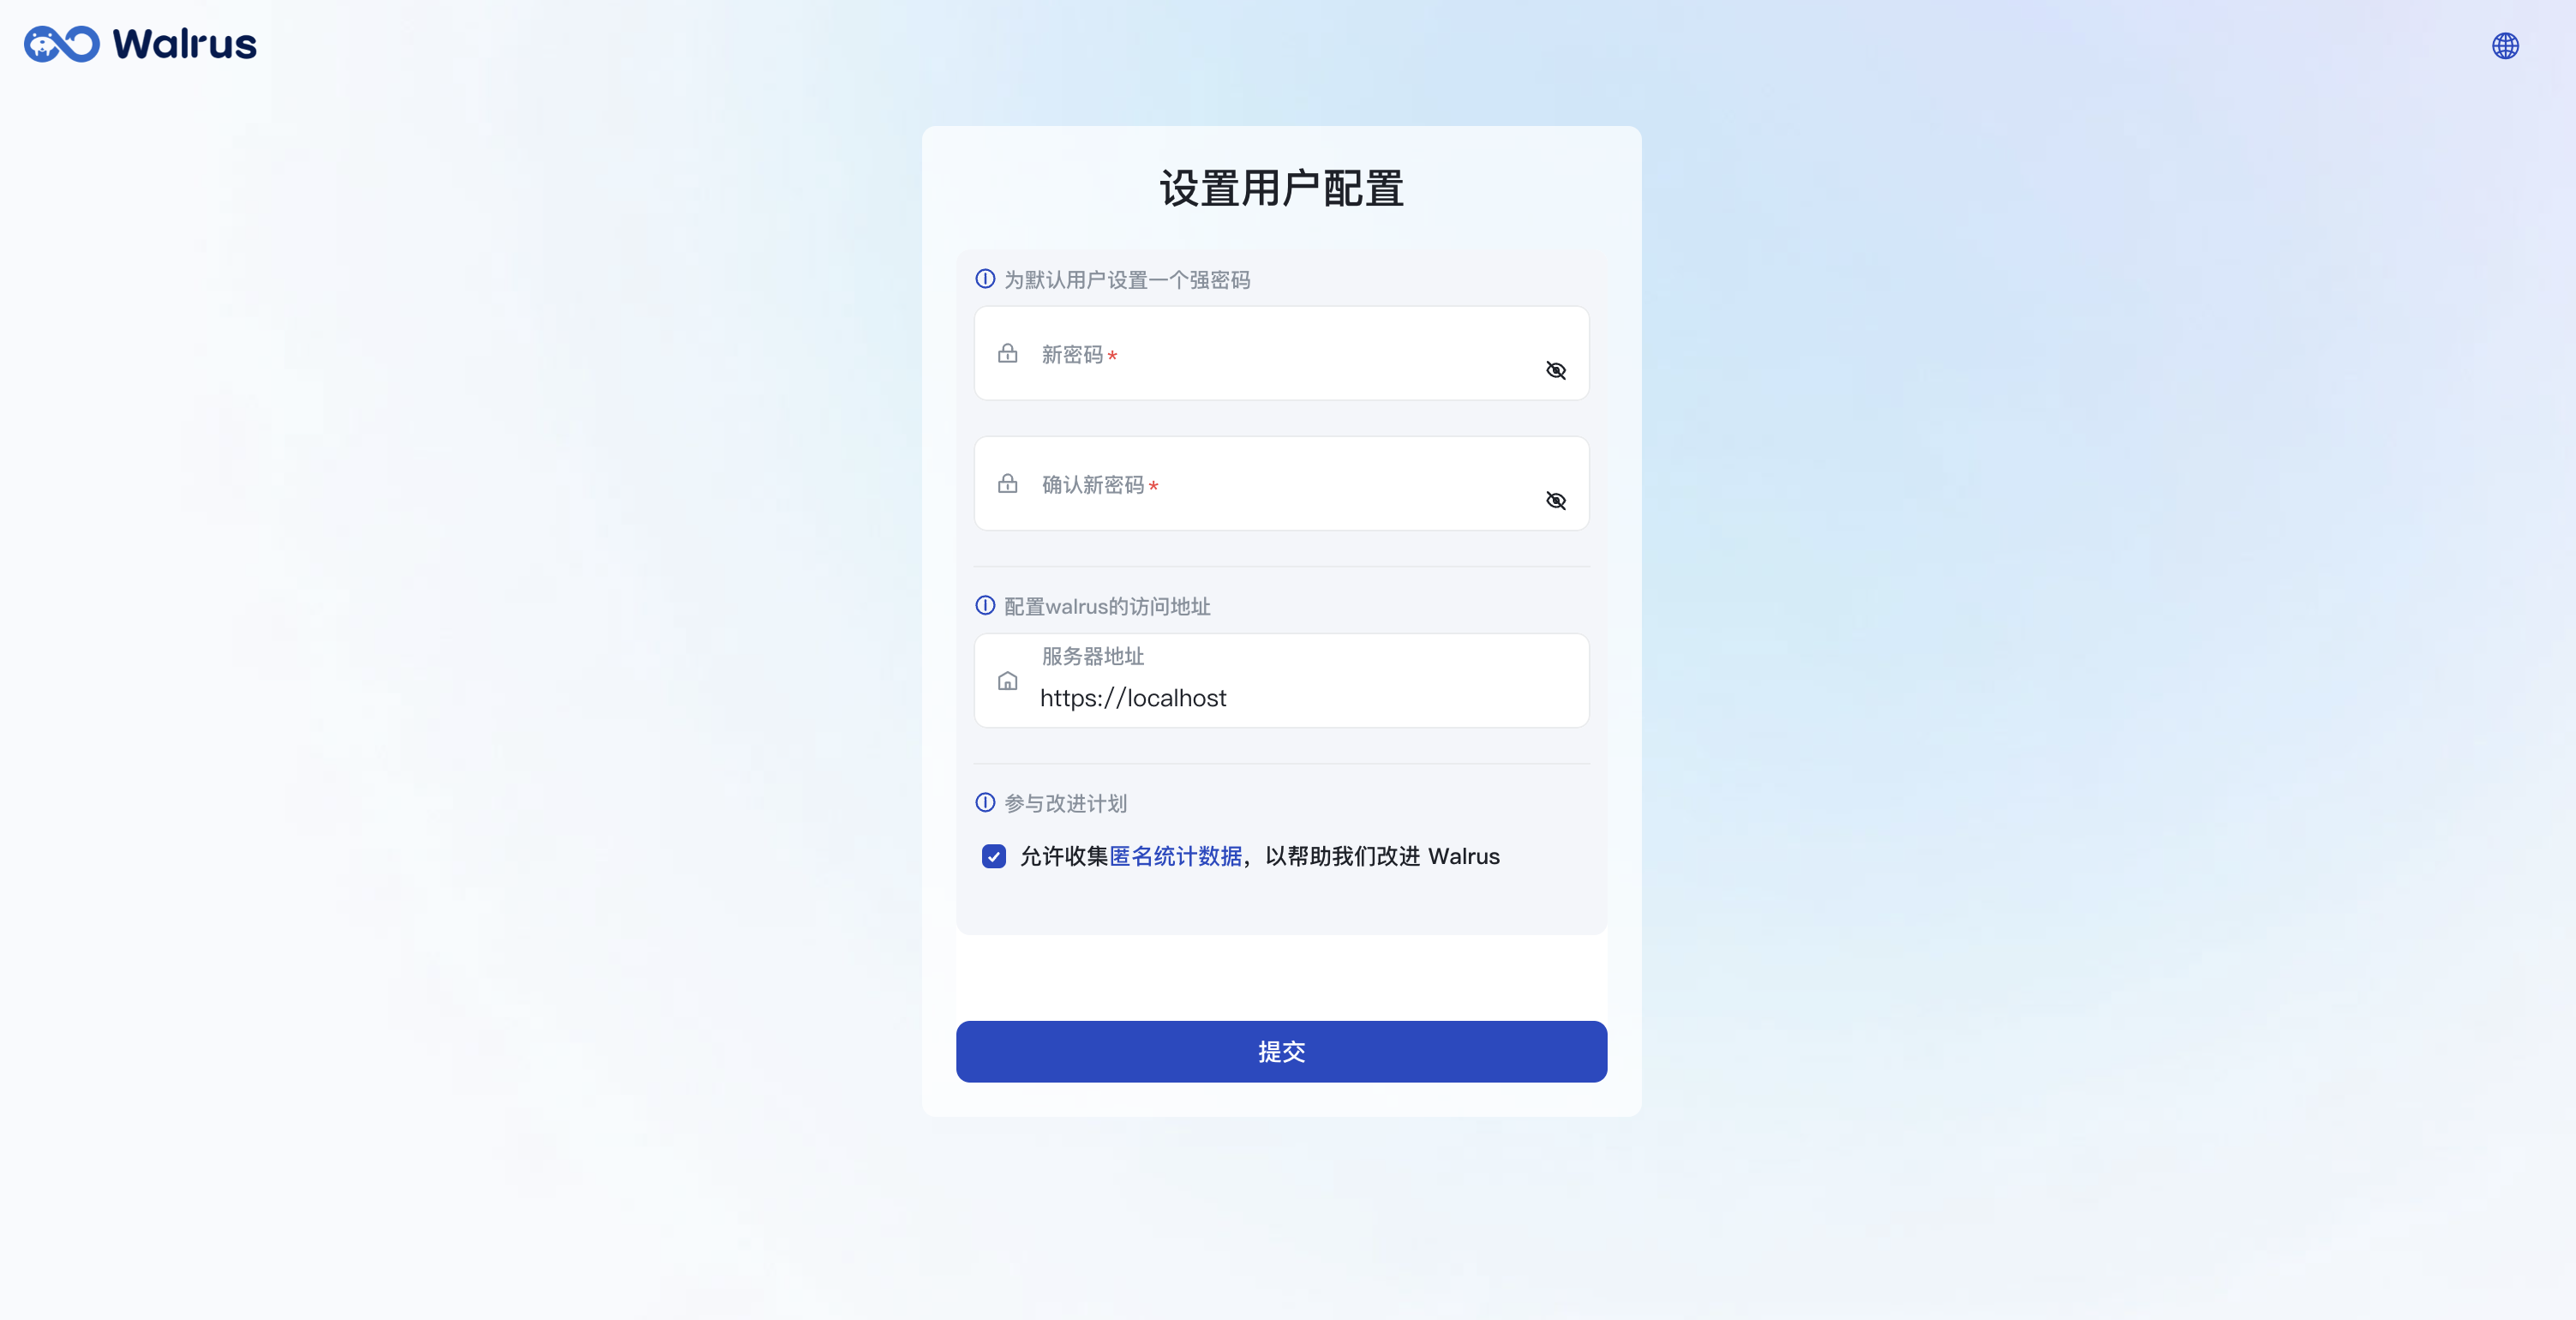 Walrus
设置用户配置
为默认用户设置一个强密码
新密码*
确认新密码*
配置walrus的访问地址
服务器地址
https://localhost
参与改进计划
允许收集匿名统计数据，以帮助我们改进 Walrus
提交